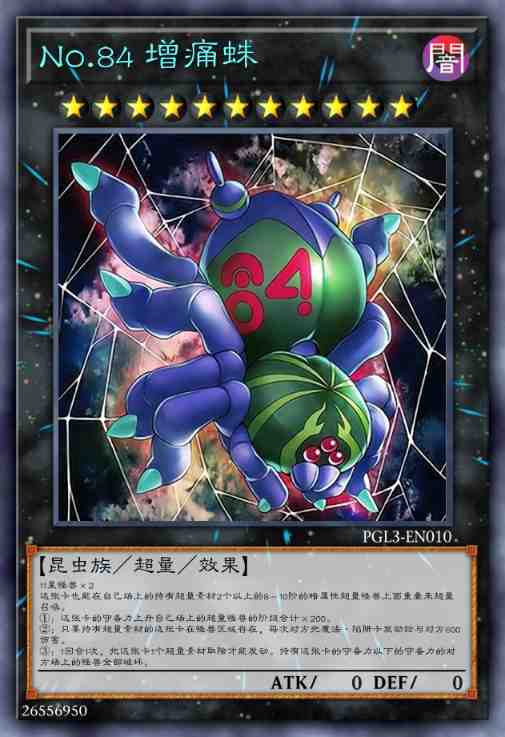 No.84 增痛蛛
闇
84
PGL3-EN010
【昆虫族／超量／效果】
11星怪兽×2
这张卡也能在自己场上的持有超量素材2个以上的8～10阶的暗属性超量怪兽上面重叠来超量
召唤。
①：这张卡的守备力上升自己场上的超量怪兽的阶级合计×200。
②：只要持有超量素材的这张卡在怪兽区域存在，每次对方把魔法·陷阱卡发动给与对方600
伤害。
③：1回合1次，把这张卡1个超量素材取除才能发动。持有这张卡的守备力以下的守备力的对
方场上的怪兽全部破坏。
ATK/ 0 DEF/ 0
26556950